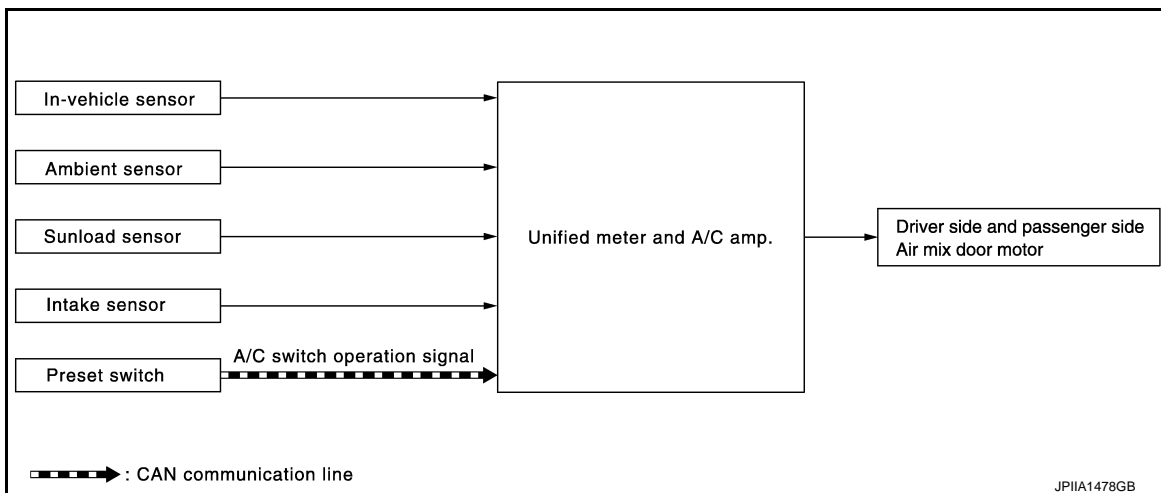 In-vehicle sensor
Ambient sensor
Sunload sensor
Intake sensor
A/C switch operation signal
Preset switch
Unified meter and A/C amp.
Driver side and passenger side
Air mix door motor
: CAN communication line
JPIIA1478GB